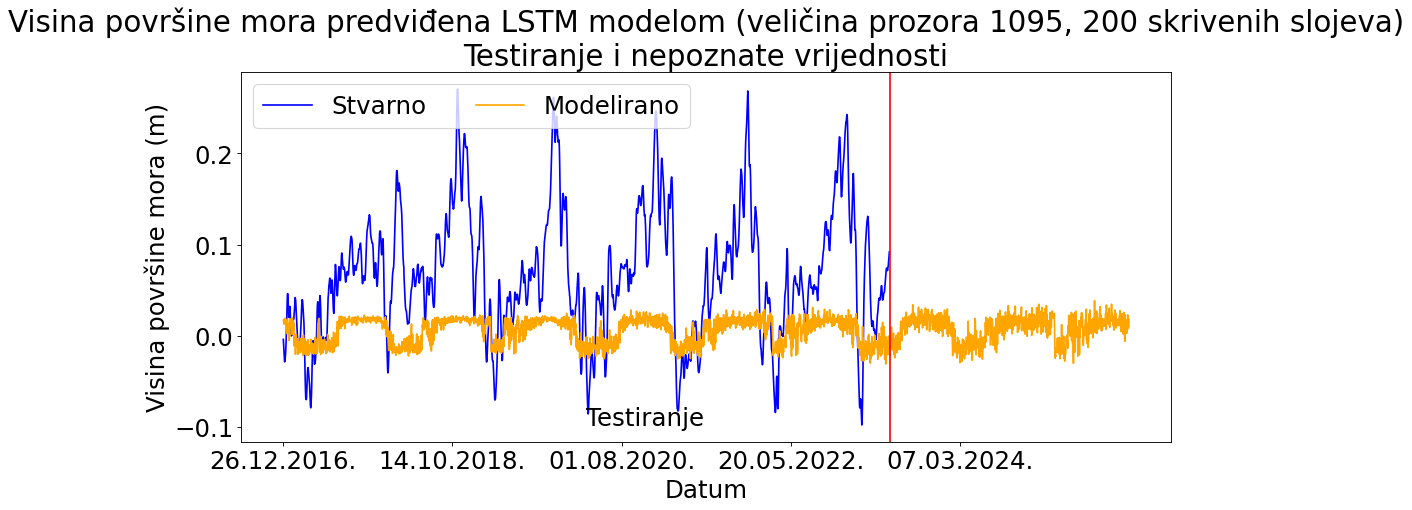 Visina površine mora predviđena LSTM modelom (veličina prozora 1095, 200 skrivenih slojeva)
Testiranje i nepoznate vrijednosti
Stvarno Modelirano
Visina površine mora (m)
0.2
0.1
0.0
−0.1
Testiranje
26.12.2016. 14.10.2018. 01.08.2020. 20.05.2022. 07.03.2024.
Datum